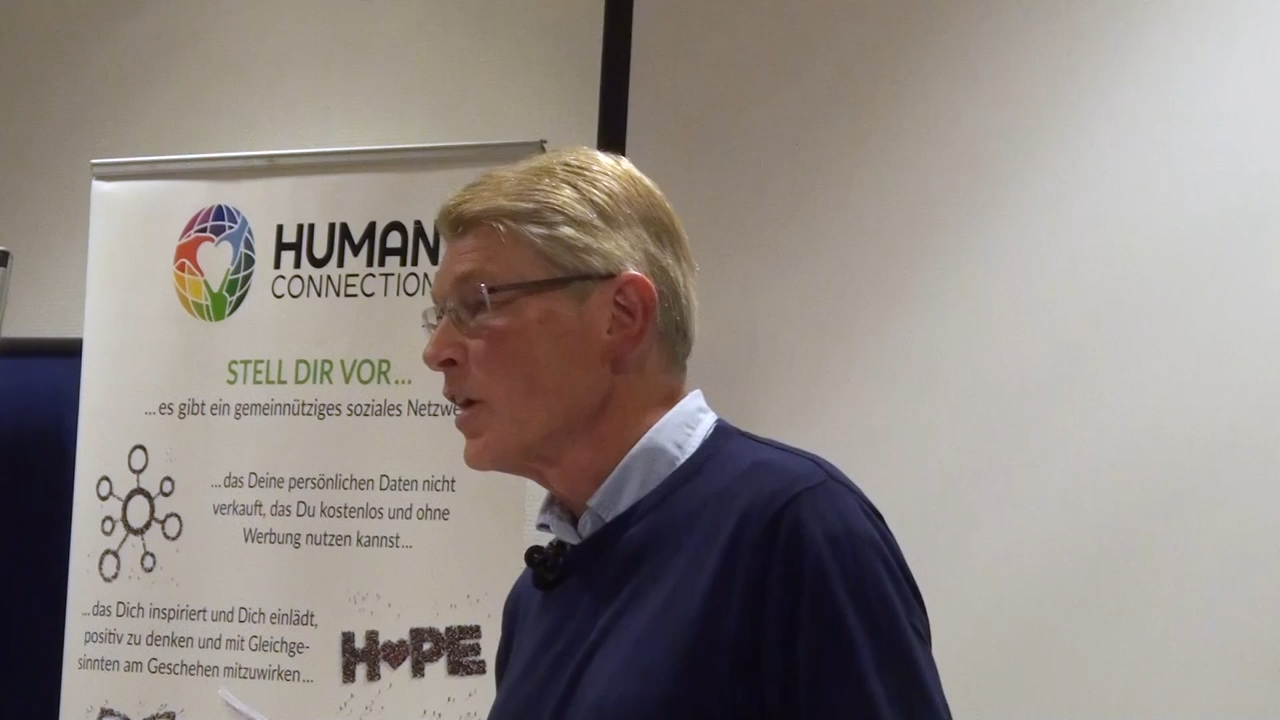 HUMAN
CONNECTION
STELL DIR VOR...
...es gibt ein gemeinnütziges soziales
...das Deine persönlichen Daten nicht
verkauft, das Du kostenlos und ohne
Werbung nutzen kannst...
...das Dich inspiriert und Dich einlädt,
positiv zu denken und mit Gleichge-
sinnten am Geschehen mitzuwirken...
HOPE